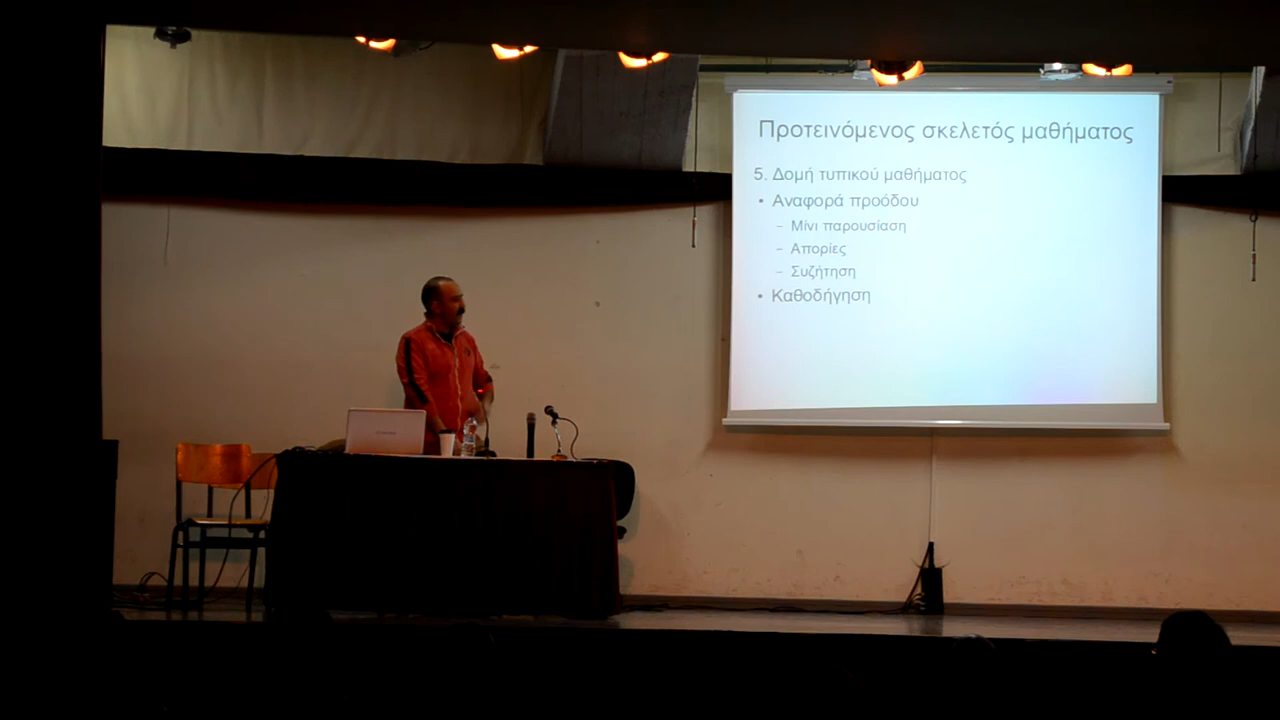 Προτεινόμενος σκελετός μαθήματος
5. Δομή τυπικού μαθήματος
• Αναφορά προόδου
– Μίνι παρουσίαση
– Απορίες
– Συζήτηση
• Καθοδήγηση